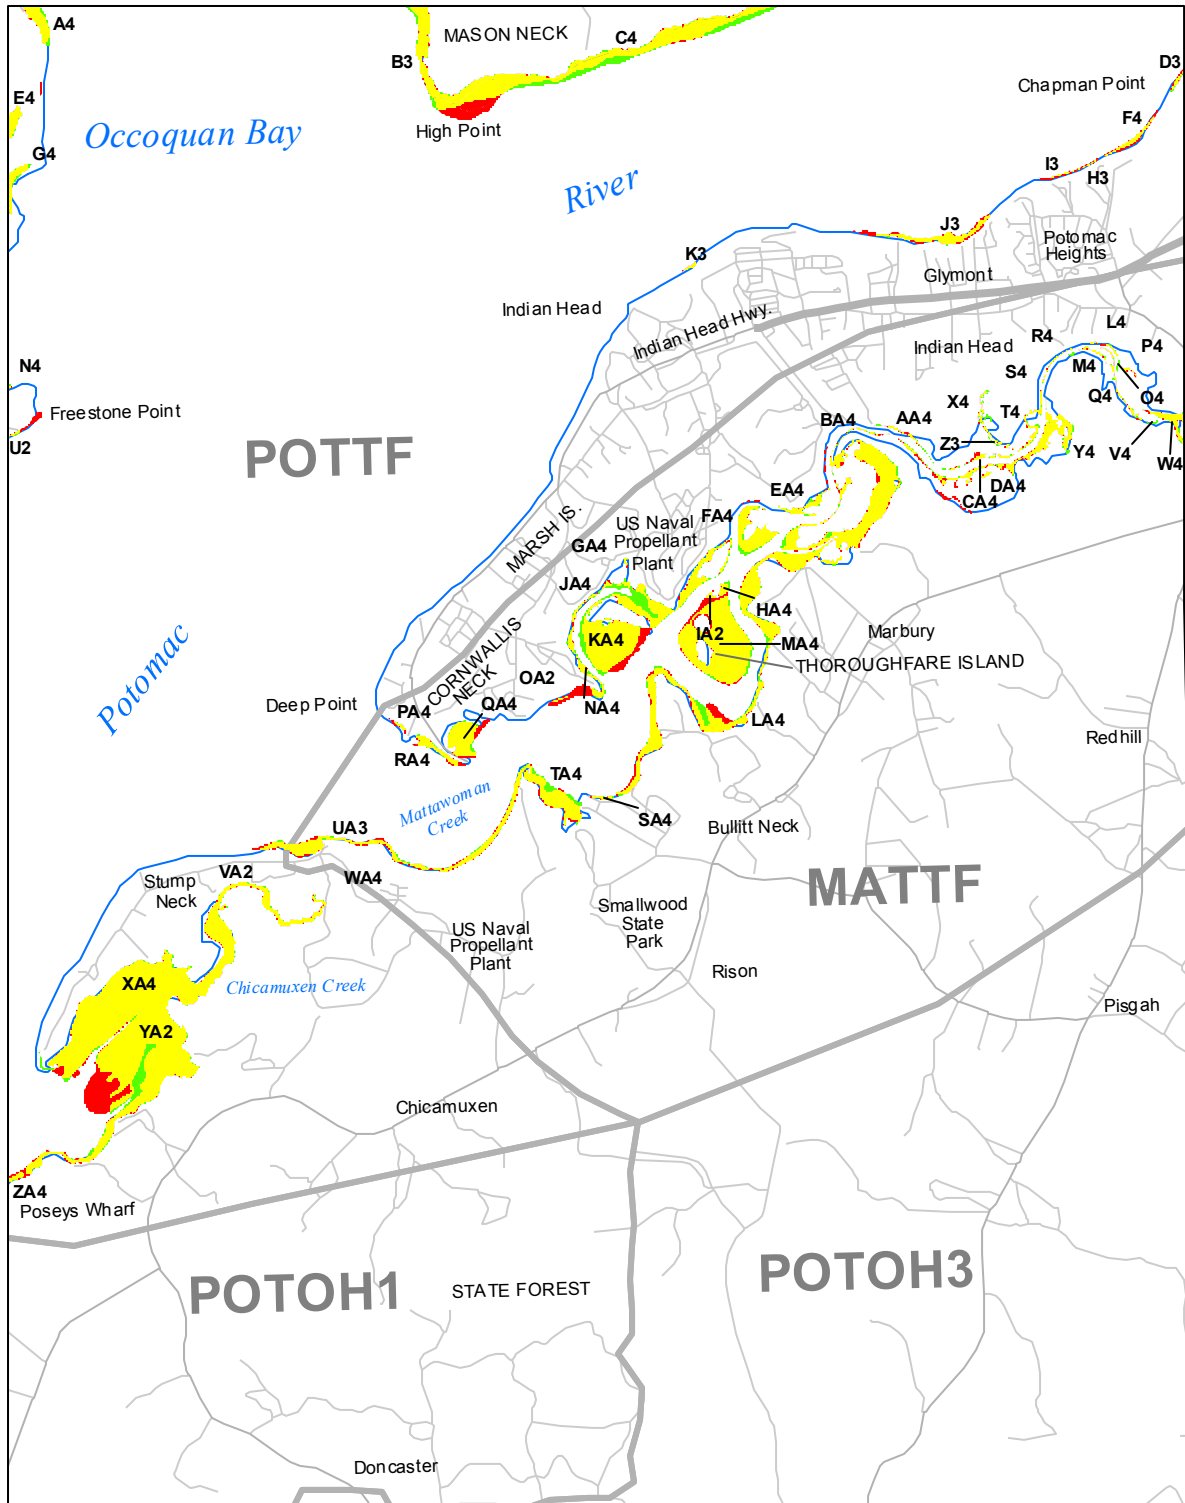 A4
MASON NECK
C4
B3
D3
Chapman Point
E4
F4
Occoquan Bay
High Point
G4
I3
H3
River
J3
Potomac
Heights
K3
Glymont
Indian Head
Indian Head Hwy.
L4
R4
P4
Indian Head
M4
N4
S4
Q4
O4
X4
Freestone Point
T4
BA4
AA4
U2
Z3
Y4
V4
W4
POTTF
DA4
CA4
EA4
FA4
MARSH IS.
US Naval
Propellant
Plant
GA4
JA4
HA4
IA2
KA4
MA4
Marbury
THOROUGHFARE ISLAND
Potomac
CORNWALLIS
NECK
OA2
Deep Point
QA4
NA4
PA4
LA4
Redhill
RA4
TA4
Mattawoman
Creek
SA4
UA3
Bullitt Neck
VA2
WA4
Stump
Neck
MATTF
Smallwood
State
Park
US Naval
Propellant
Plant
XA4
Chicamuxen Creek
Rison
Pisgah
YA2
Chicamuxen
ZA4
Poseys Wharf
POTOH1
POTOH3
STATE FOREST
Doncaster